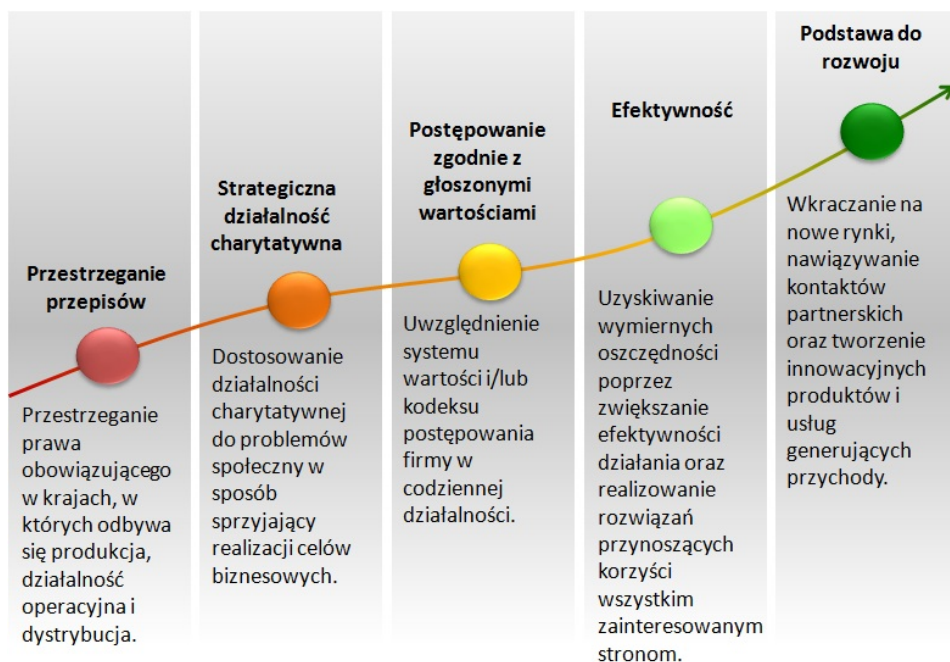 Przestrzeganie
przepisów
Przestrzeganie
prawa
obowiązującego
w krajach, w
których odbywa
się produkcja,
działalność
operacyjna i
dystrybucja.
Strategiczna
działalność
charytatywna
Dostosowanie
działalności
charytatywnej
do problemów
społeczny w
sposób
sprzyjający
realizacji celów
biznesowych.
Postępowanie
zgodnie z
głoszonymi
wartościami
Uwzględnienie
systemu
wartości i/lub
kodeksu
postępowania
firmy w
codziennej
działalności.
Efektywność
Uzyskiwanie
wymiernych
oszczędności
poprzez
zwiększanie
efektywności
działania oraz
realizowanie
rozwiązań
przynoszących
korzyści
wszystkim
zainteresowanym
stronom.
Podstawa do
rozwoju
Wkraczanie na
nowe rynki,
nawiązywanie
kontaktów
partnerskich
oraz tworzenie
innowacyjnych
produktów i
usług
generujących
przychody.